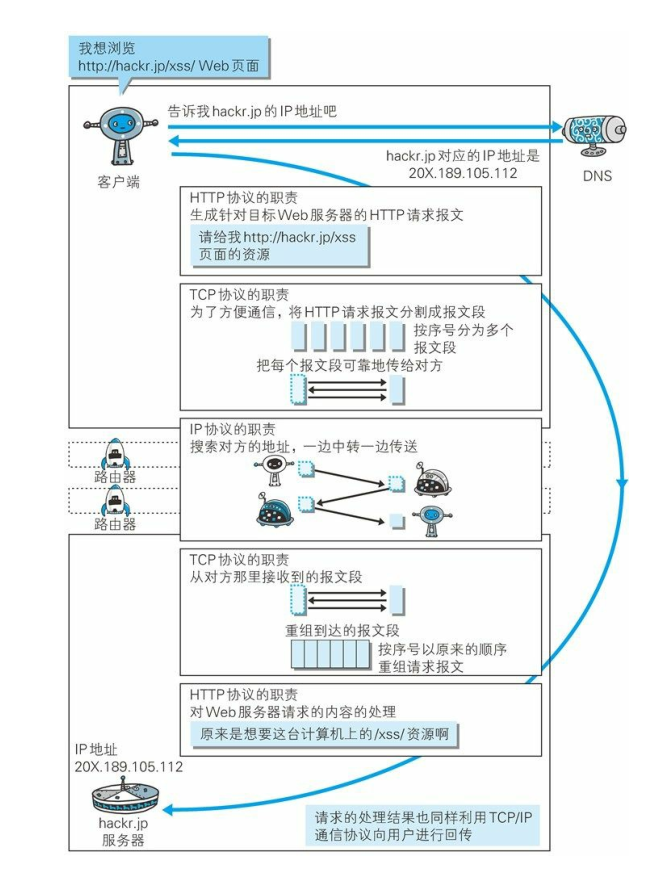 我想浏览
http://hackr.jp/xss/ Web页面
告诉我hackr.jp的IP地址吧
hackr.jp对应的IP地址是
20X.189.105.112
客户端
DNS
HTTP协议的职责
生成针对目标Web服务器的HTTP请求报文
请给我http://hackr.jp/xss
页面的资源
TCP协议的职责
为了方便通信，将HTTP请求报文分割成报文段
按序号分为多个
报文段
把每个报文段可靠地传给对方
IP协议的职责
搜索对方的地址，一边中转一边传送
路由器
路由器
TCP协议的职责
从对方那里接收到的报文段
重组到达的报文段
按序号以原来的顺序
重组请求报文
HTTP协议的职责
对Web服务器请求的内容的处理
原来是想要这台计算机上的/xss/资源啊
IP地址
20X.189.105.112
hackr.jp
服务器
请求的处理结果也同样利用TCP/IP
通信协议向用户进行回传